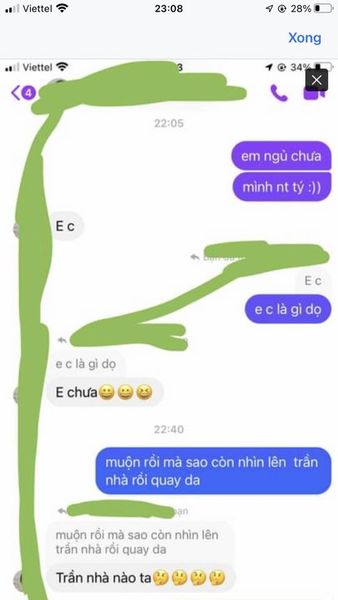 Viettel 23:08 28%
Xong
Viettel 34%
4
22:05
em ngủ chưa
mình nt tý :))
E c
E c
e c là gì dọ
e c là gì dọ
E chưa😀😀😆
22:40
muộn rồi mà sao còn nhìn lên trần
nhà rồi quay da
muộn rồi mà sao còn nhìn lên
trần nhà rồi quay da
Trần nhà nào ta🤔🤔🤔🤔